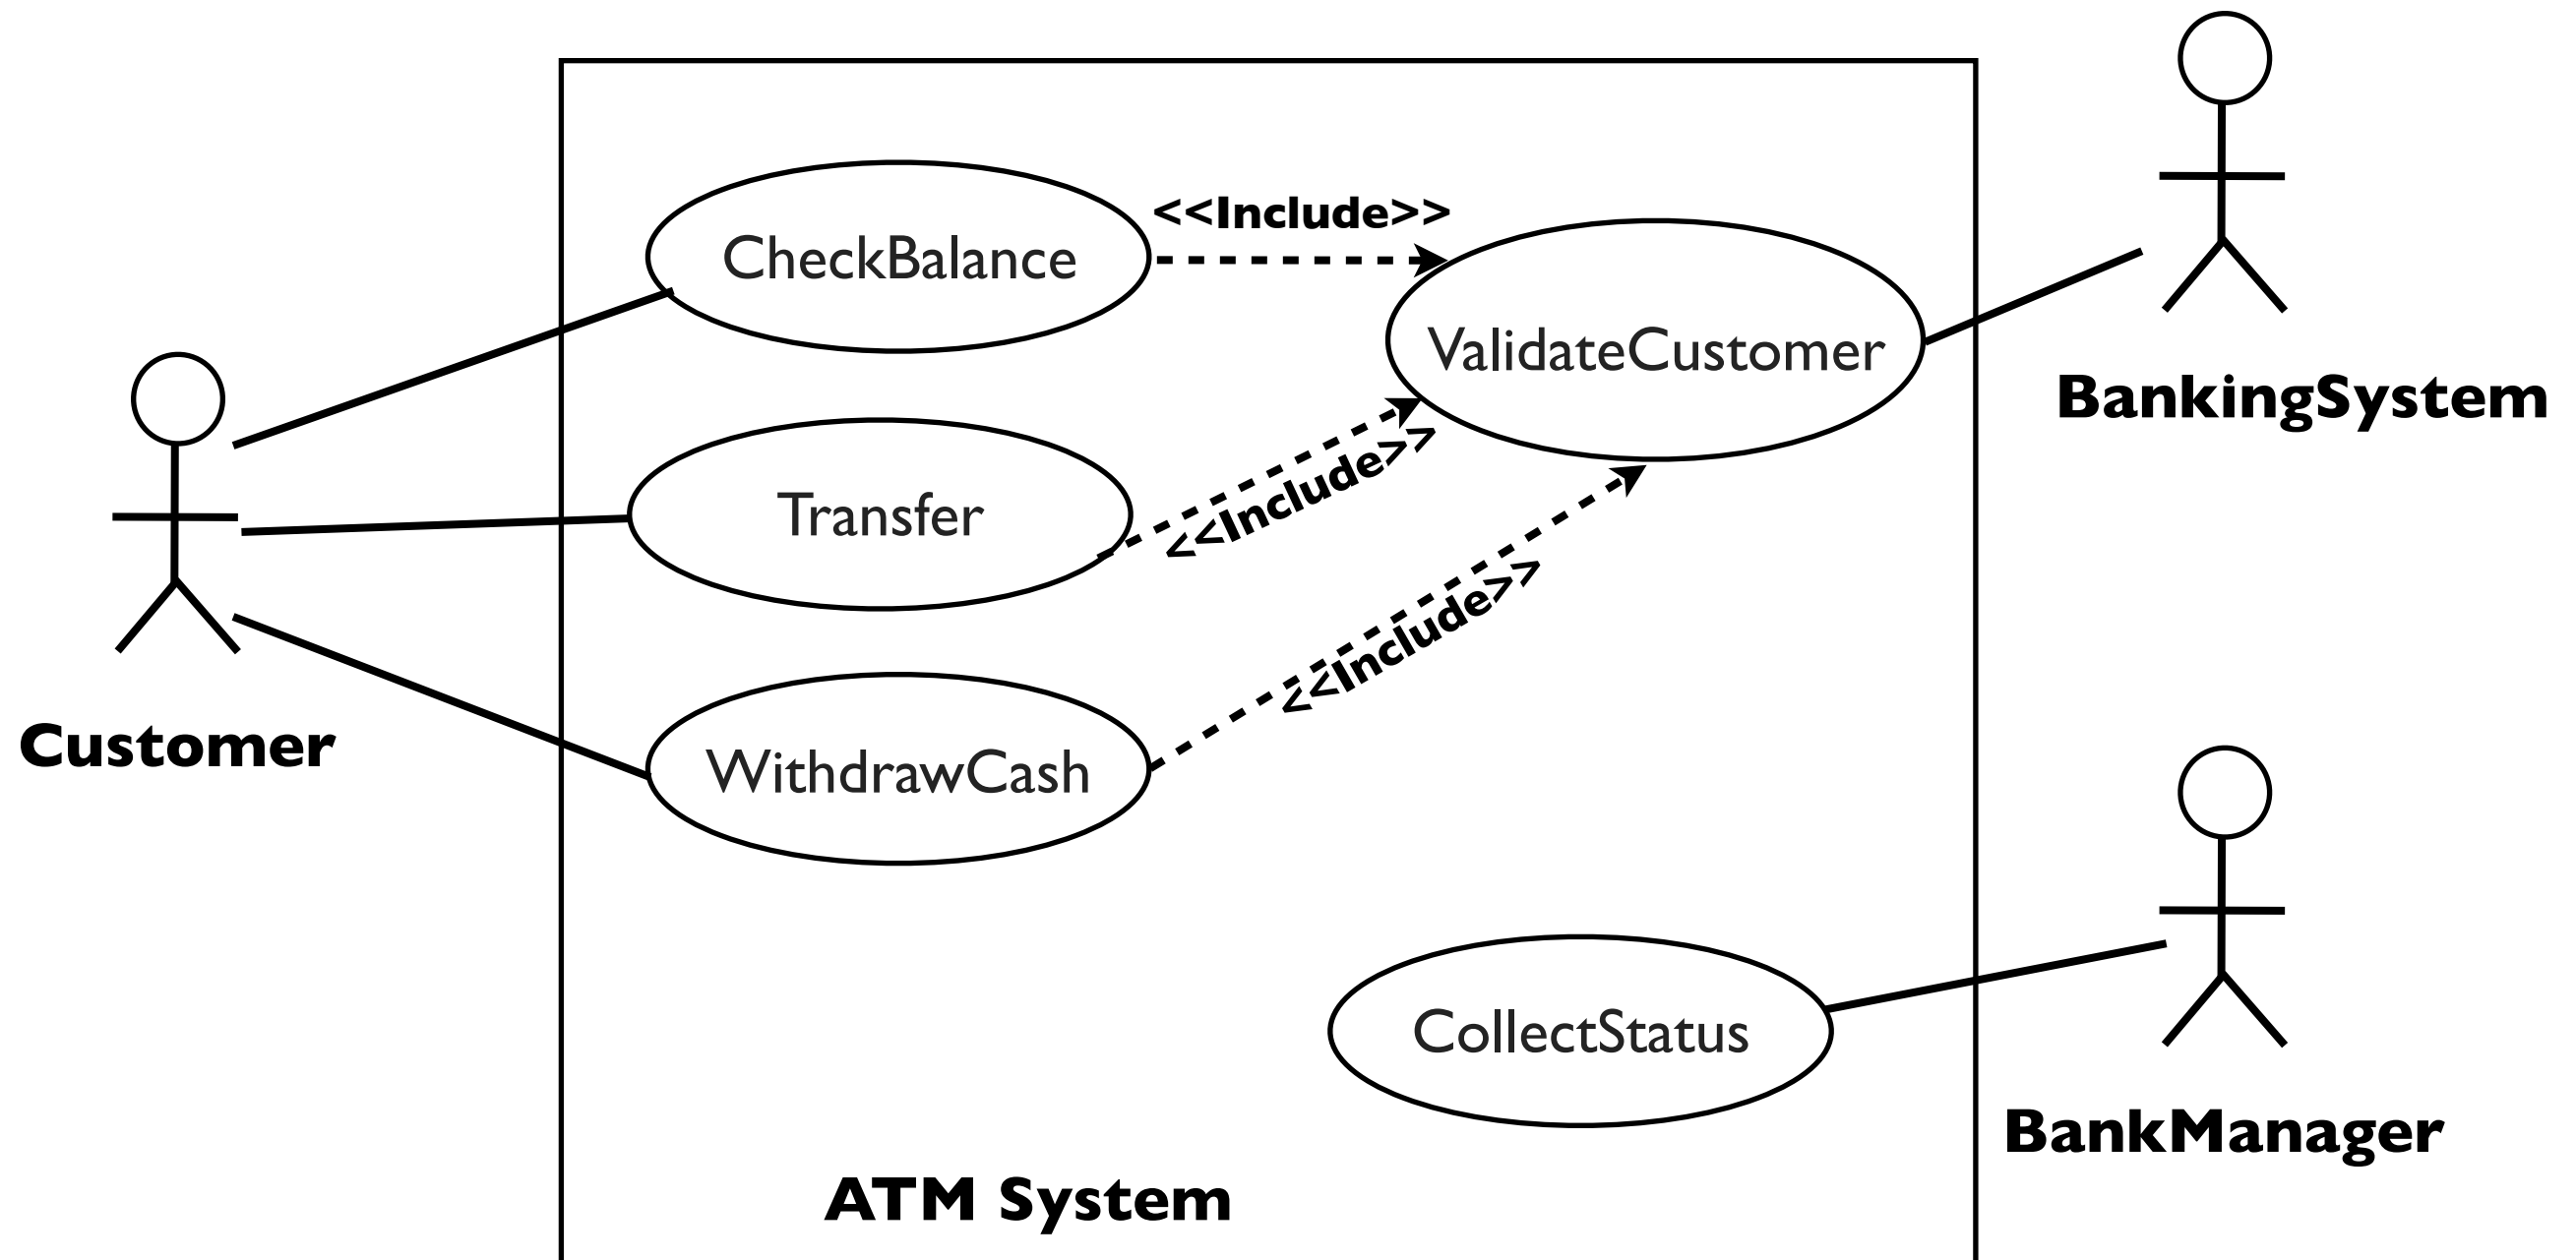 <<Include>>
CheckBalance
ValidateCustomer
BankingSystem
<<Include>>
Transfer
<<Include>>
Customer
WithdrawCash
CollectStatus
BankManager
ATM System